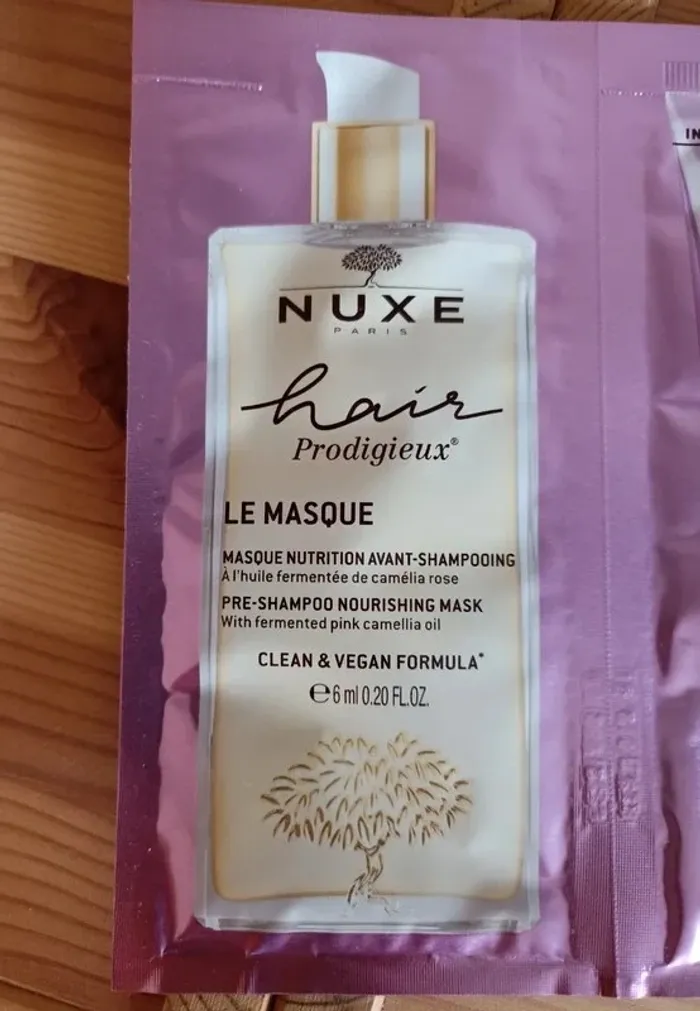 NUXE
PARIS
hair
Prodigieux®
LE MASQUE
MASQUE NUTRITION AVANT-SHAMPOOING
À l'huile fermentée de camélia rose
PRE-SHAMPOO NOURISHING MASK
With fermented pink camellia oil
CLEAN & VEGAN FORMULA*
℮6 ml 0.20 FL.OZ.
IN